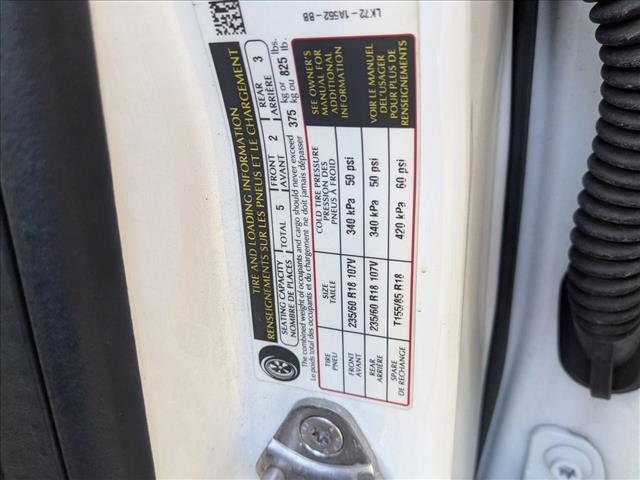 LK72-1A552-BB
TIRE AND LOADING INFORMATION
RENSEIGNEMENTS SUR LES PNEUS ET LE CHARGEMENT
SEATING CAPACITY TOTAL 5 FRONT 2 REAR 3
NOMBRE DE PLACES AVANT ARRIÈRE
The combined weight of occupants and cargo should never exceed 375 kg or 825 lbs.
Le poids total des occupants et du chargement ne doit jamais dépasser kg ou lb.
TIRE SIZE COLD TIRE PRESSURE
PNEU TAILLE PRESSION DES
PNEUS À FROID
FRONT 235/60 R18 107V 340 kPa 50 psi
AVANT
REAR 235/60 R18 107V 340 kPa 50 psi
ARRIÈRE
SPARE T155/85 R18 420 kPa 60 psi
DE RECHANGE
SEE OWNER'S
MANUAL FOR
ADDITIONAL
INFORMATION
VOIR LE MANUEL
DE L'USAGER
POUR PLUS DE
RENSEIGNEMENTS